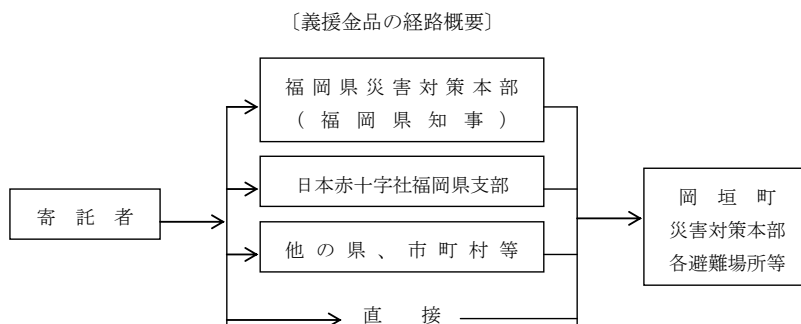 〔義援金品の経路概要〕
福岡県災害対策本部
(福岡県知事)
日本赤十字社福岡県支部
寄託者
他の県、市町村等
直接
岡垣町
災害対策本部
各避難場所等